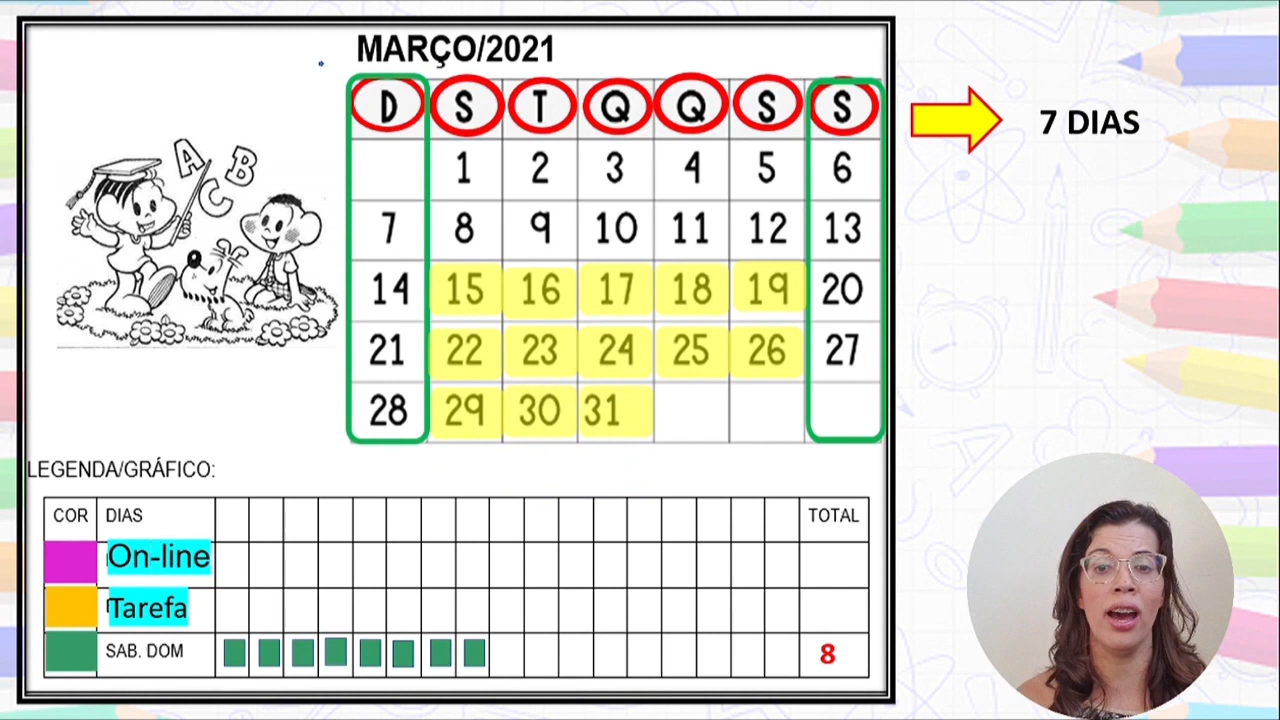 MARÇO/2021
D S T Q Q S S
7 DIAS
1 2 3 4 5 6
7 8 9 10 11 12 13
14 15 16 17 18 19 20
21 22 23 24 25 26 27
28 29 30 31
A B C
LEGENDA/GRÁFICO:
COR DIAS TOTAL
On-line
Tarefa
SAB. DOM 8